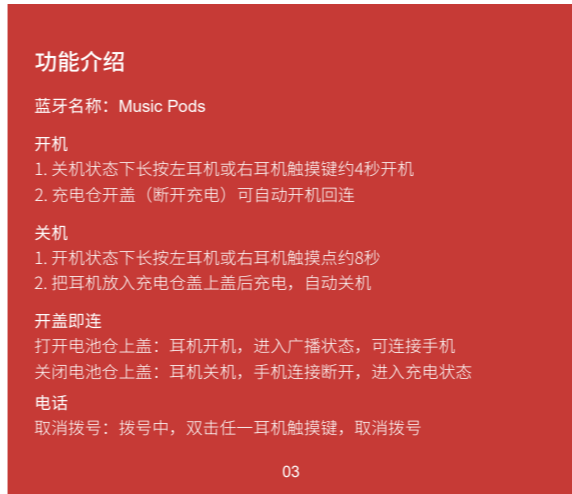 功能介绍
蓝牙名称：Music Pods
开机
1. 关机状态下长按左耳机或右耳机触摸键约4秒开机
2. 充电仓开盖（断开充电）可自动开机回连
关机
1. 开机状态下长按左耳机或右耳机触摸点约8秒
2. 把耳机放入充电仓盖上盖后充电，自动关机
开盖即连
打开电池仓上盖：耳机开机，进入广播状态，可连接手机
关闭电池仓上盖：耳机关机，手机连接断开，进入充电状态
电话
取消拨号：拨号中，双击任一耳机触摸键，取消拨号
03